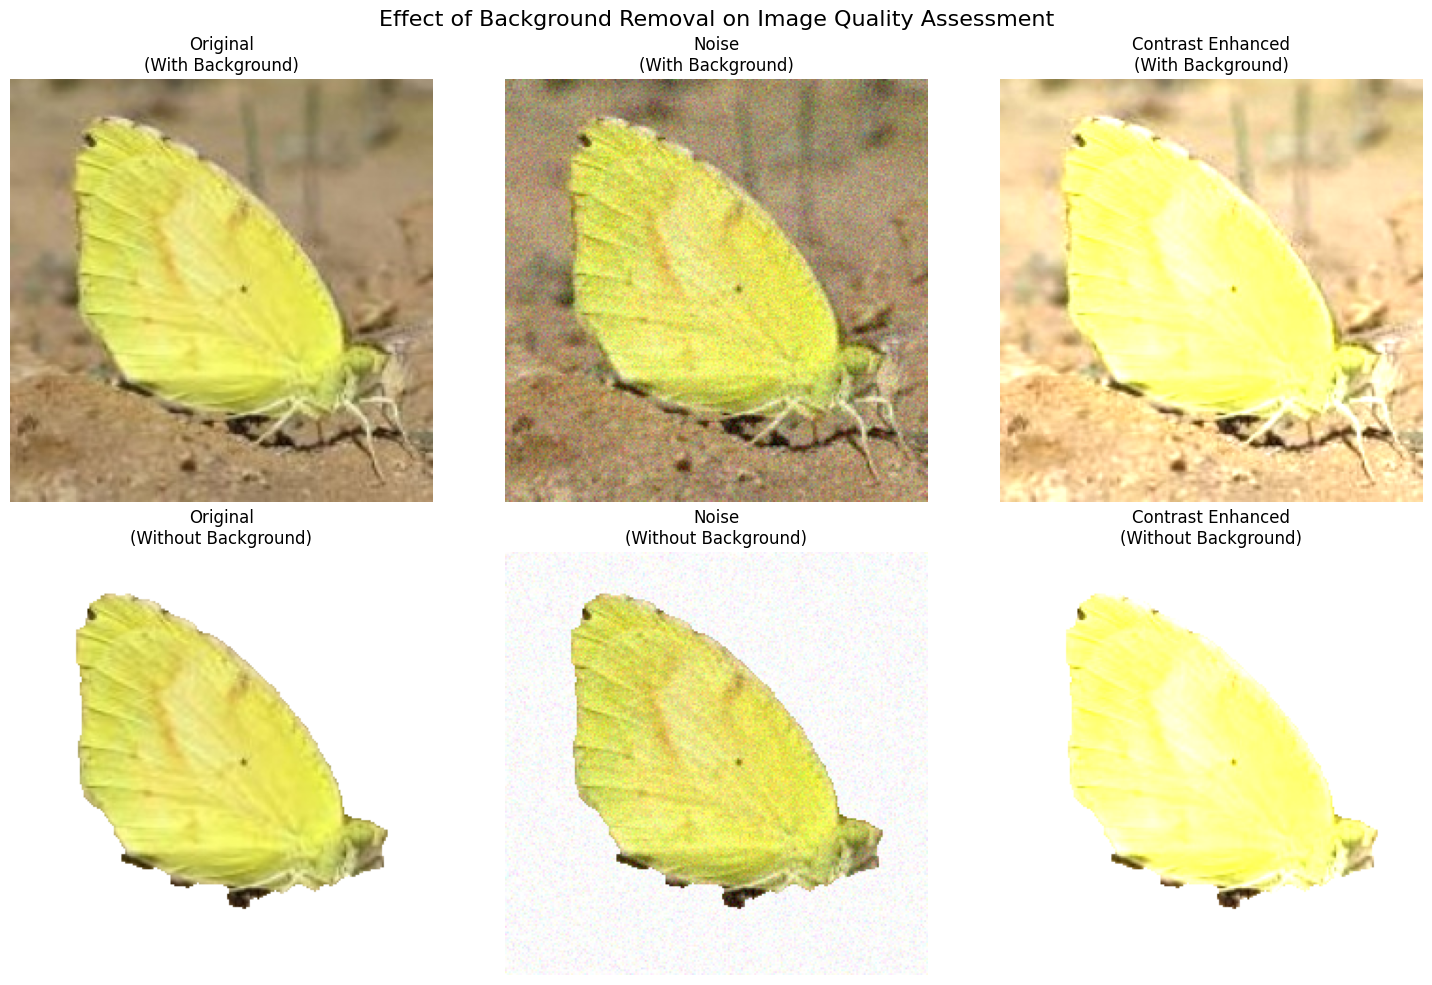 Effect of Background Removal on Image Quality Assessment
Original
(With Background)
Noise
(With Background)
Contrast Enhanced
(With Background)
Original
(Without Background)
Noise
(Without Background)
Contrast Enhanced
(Without Background)